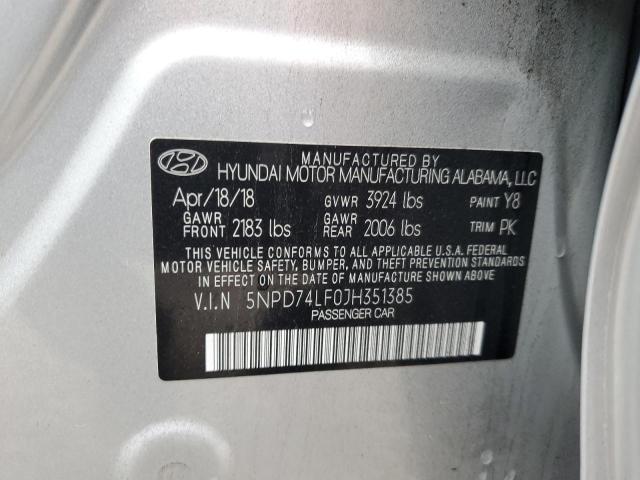 MANUFACTURED BY
HYUNDAI MOTOR MANUFACTURING ALABAMA, LLC
Apr/18/18 GVWR 3924 lbs PAINT Y8
GAWR FRONT 2183 lbs GAWR REAR 2006 lbs TRIM PK
THIS VEHICLE CONFORMS TO ALL APPLICABLE U.S.A. FEDERAL
MOTOR VEHICLE SAFETY, BUMPER, AND THEFT PREVENTION
STANDARDS IN EFFECT ON THE DATE OF MANUFACTURE SHOWN ABOVE.
V.I.N 5NPD74LF0JH351385
PASSENGER CAR